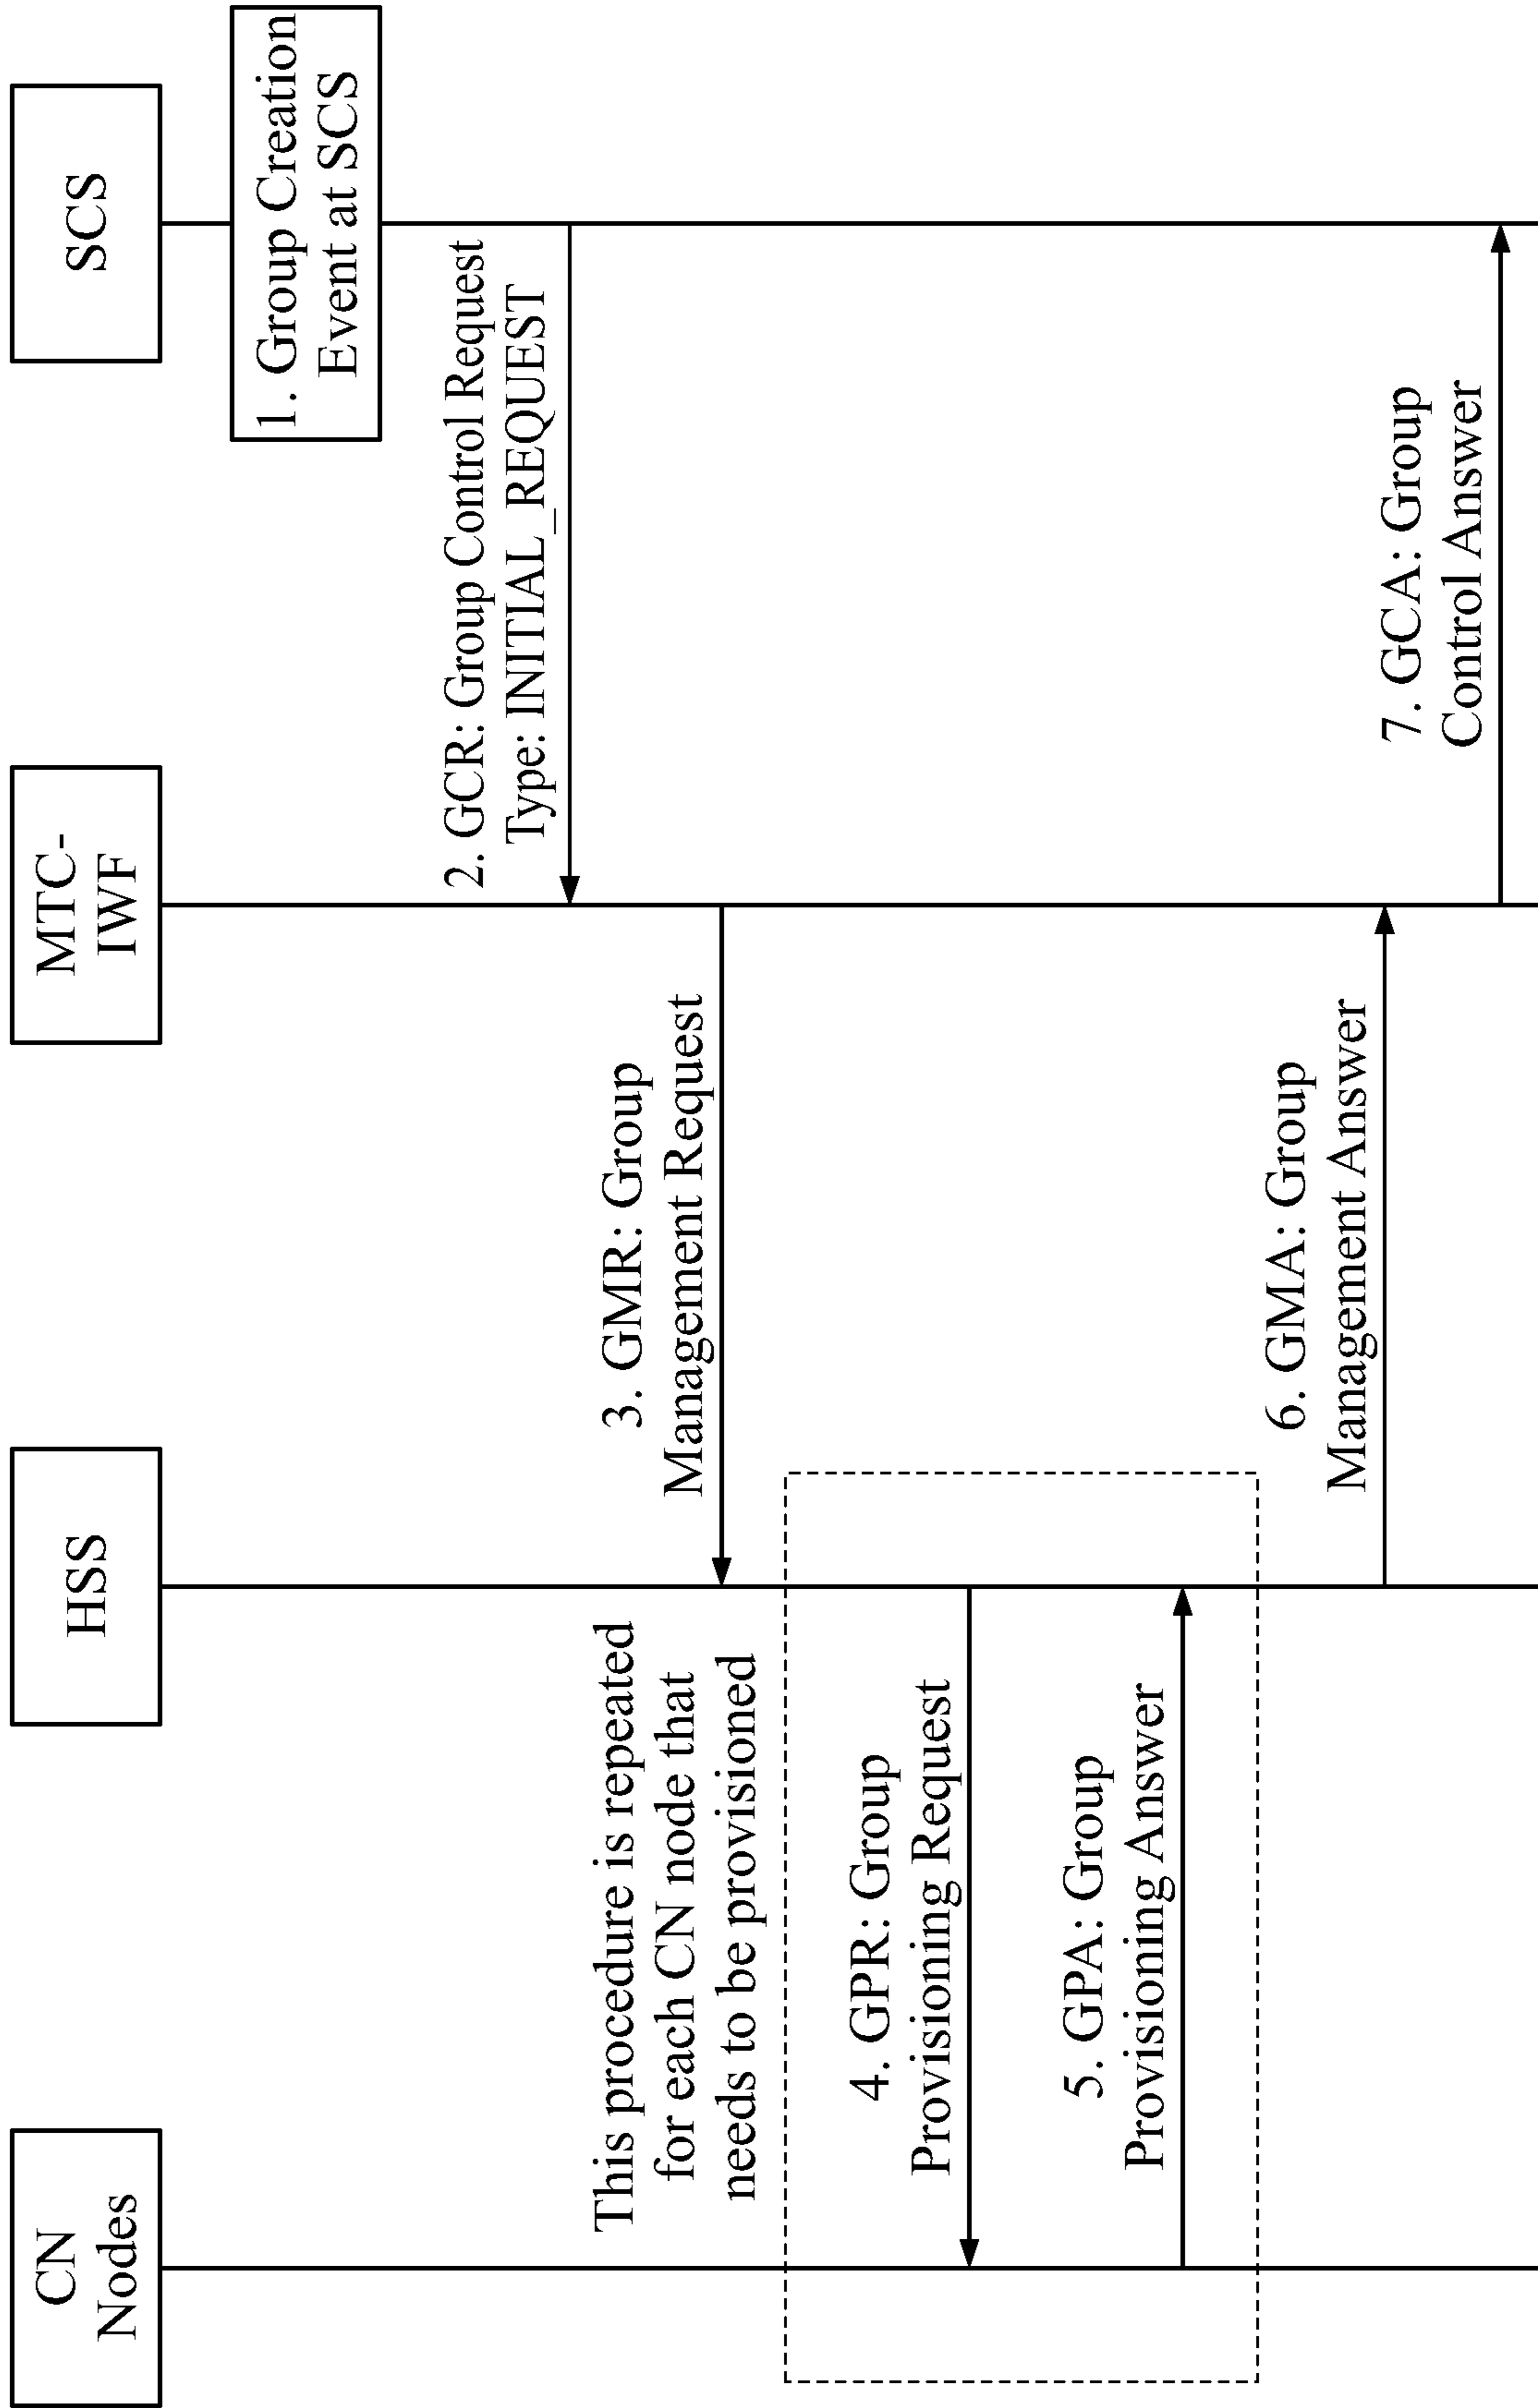 CN
Nodes
HSS
MTC-
IWF
SCS
1. Group Creation
Event at SCS
2. GCR: Group Control Request
Type: INITIAL_REQUEST
3. GMR: Group
Management Request
This procedure is repeated
for each CN node that
needs to be provisioned
4. GPR: Group
Provisioning Request
5. GPA: Group
Provisioning Answer
6. GMA: Group
Management Answer
7. GCA: Group
Control Answer